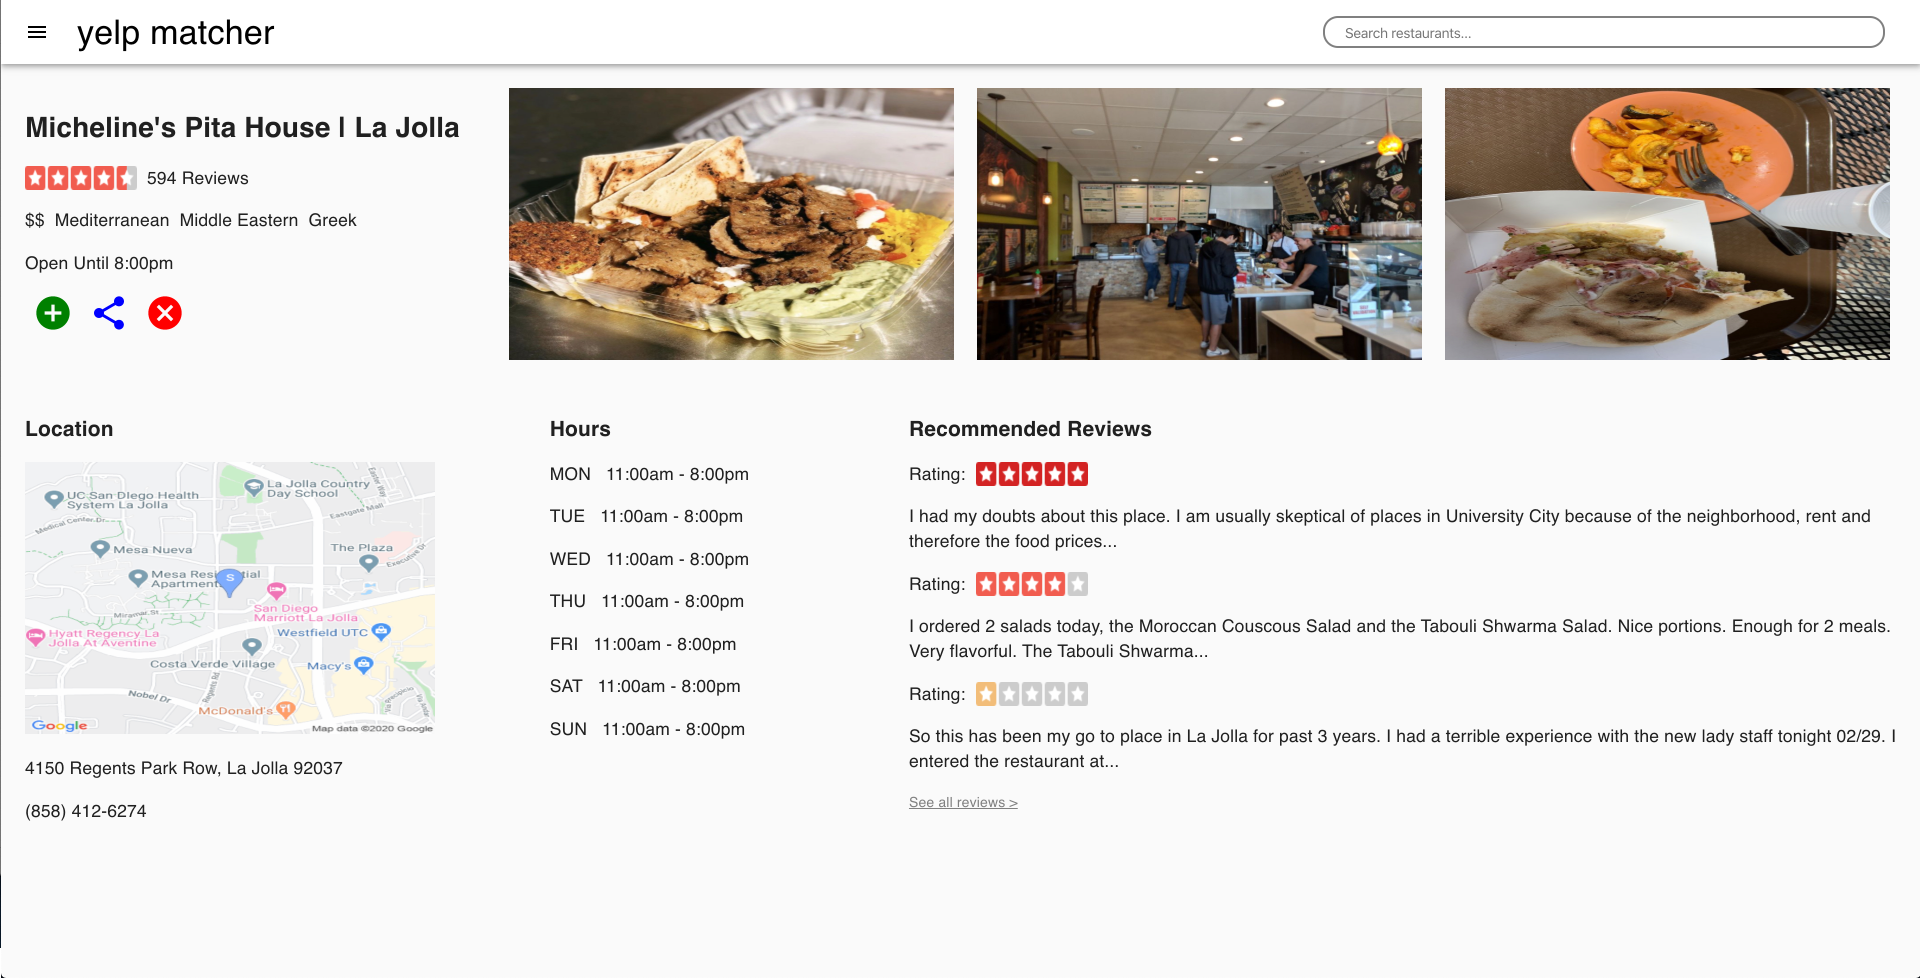 yelp matcher
Search restaurants...
Micheline's Pita House | La Jolla
594 Reviews
$$ Mediterranean Middle Eastern Greek
Open Until 8:00pm
Location
La Jolla Country
Day School
UC San Diego Health
System La Jolla
Eastgate Mall
Easter Way
Medical Center Dr
Mesa Nueva
The Plaza
Executive Dr
Mesa Residential
Apartments
S
Miramar St
San Diego
Marriott La Jolla
Hyatt Regency La
Jolla At Aventine
Westfield UTC
Costa Verde Village
Macy's
Regents Rd
Nobel Dr
McDonald's
Via Precipicio
Google
Map data ©2020 Google
4150 Regents Park Row, La Jolla 92037
(858) 412-6274
Hours
MON 11:00am - 8:00pm
TUE 11:00am - 8:00pm
WED 11:00am - 8:00pm
THU 11:00am - 8:00pm
FRI 11:00am - 8:00pm
SAT 11:00am - 8:00pm
SUN 11:00am - 8:00pm
Recommended Reviews
Rating:
I had my doubts about this place. I am usually skeptical of places in University City because of the neighborhood, rent and
therefore the food prices...
Rating:
I ordered 2 salads today, the Moroccan Couscous Salad and the Tabouli Shwarma Salad. Nice portions. Enough for 2 meals.
Very flavorful. The Tabouli Shwarma...
Rating:
So this has been my go to place in La Jolla for past 3 years. I had a terrible experience with the new lady staff tonight 02/29. I
entered the restaurant at...
See all reviews >